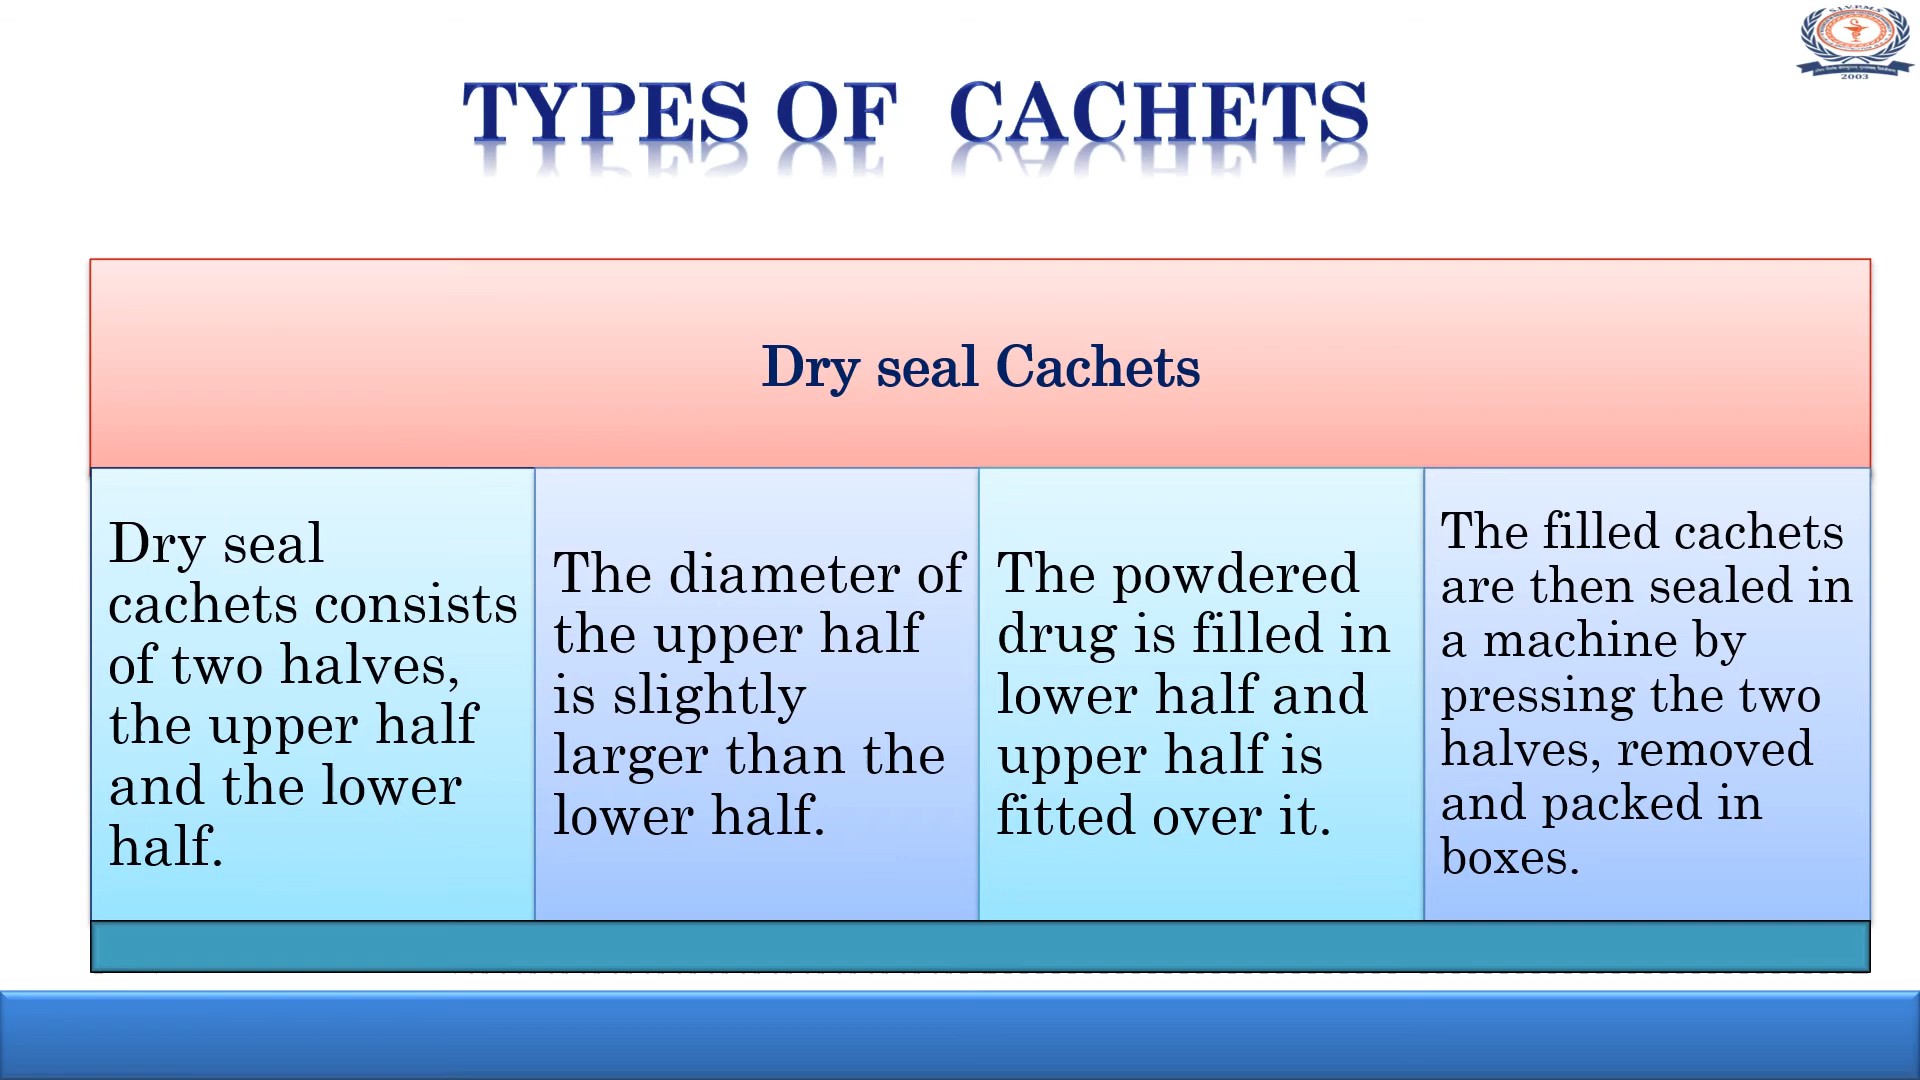 S.I.V.P.M.S
2003
TYPES OF CACHETS
Dry seal Cachets
Dry seal
cachets consists
of two halves,
the upper half
and the lower
half.
The diameter of
the upper half
is slightly
larger than the
lower half.
The powdered
drug is filled in
lower half and
upper half is
fitted over it.
The filled cachets
are then sealed in
a machine by
pressing the two
halves, removed
and packed in
boxes.